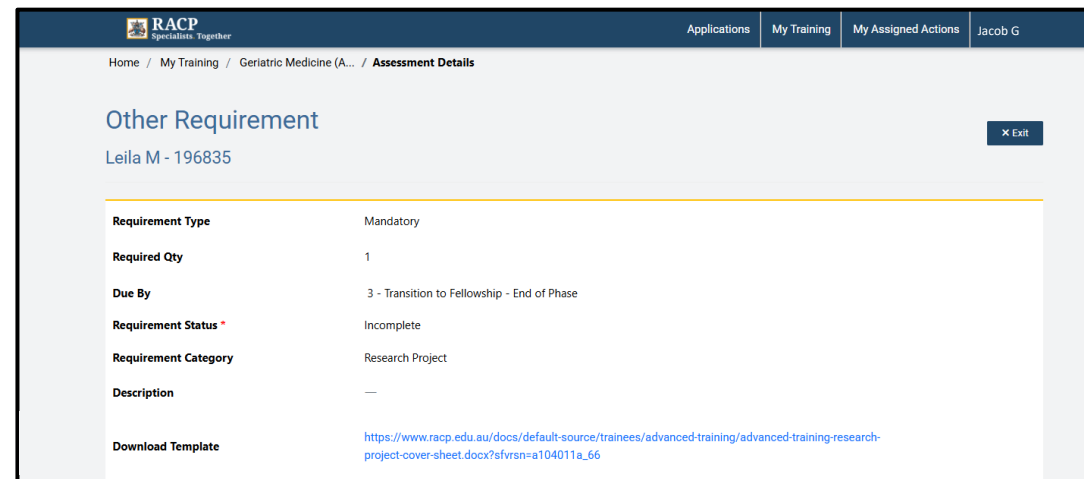 RACP
Specialists. Together
Applications My Training My Assigned Actions Jacob G
Home / My Training / Geriatric Medicine (A... / Assessment Details
Other Requirement
× Exit
Leila M - 196835
Requirement Type Mandatory
Required Qty 1
Due By 3 - Transition to Fellowship - End of Phase
Requirement Status * Incomplete
Requirement Category Research Project
Description —
Download Template https://www.racp.edu.au/docs/default-source/trainees/advanced-training/advanced-training-research-
project-cover-sheet.docx?sfvrsn=a104011a_66